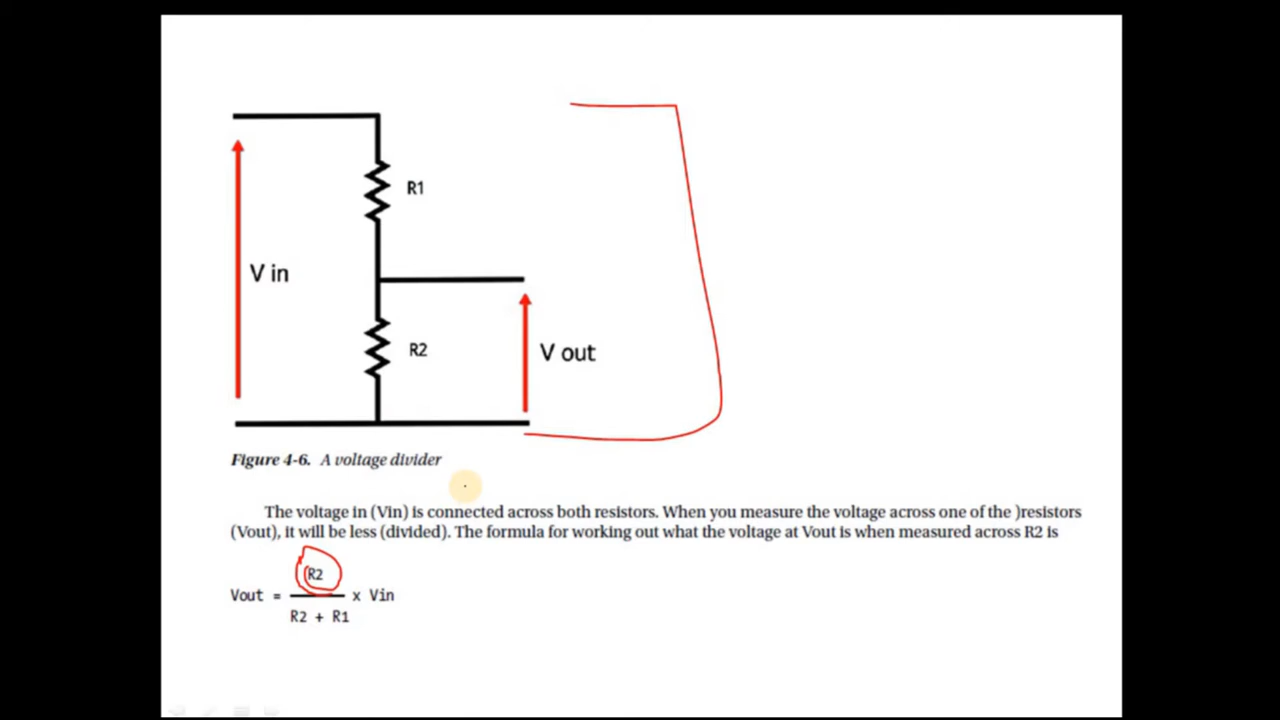 R1
V in
R2
V out
Figure 4-6. A voltage divider
The voltage in (Vin) is connected across both resistors. When you measure the voltage across one of the )resistors
(Vout), it will be less (divided). The formula for working out what the voltage at Vout is when measured across R2 is
R2
Vout = x Vin
R2 + R1